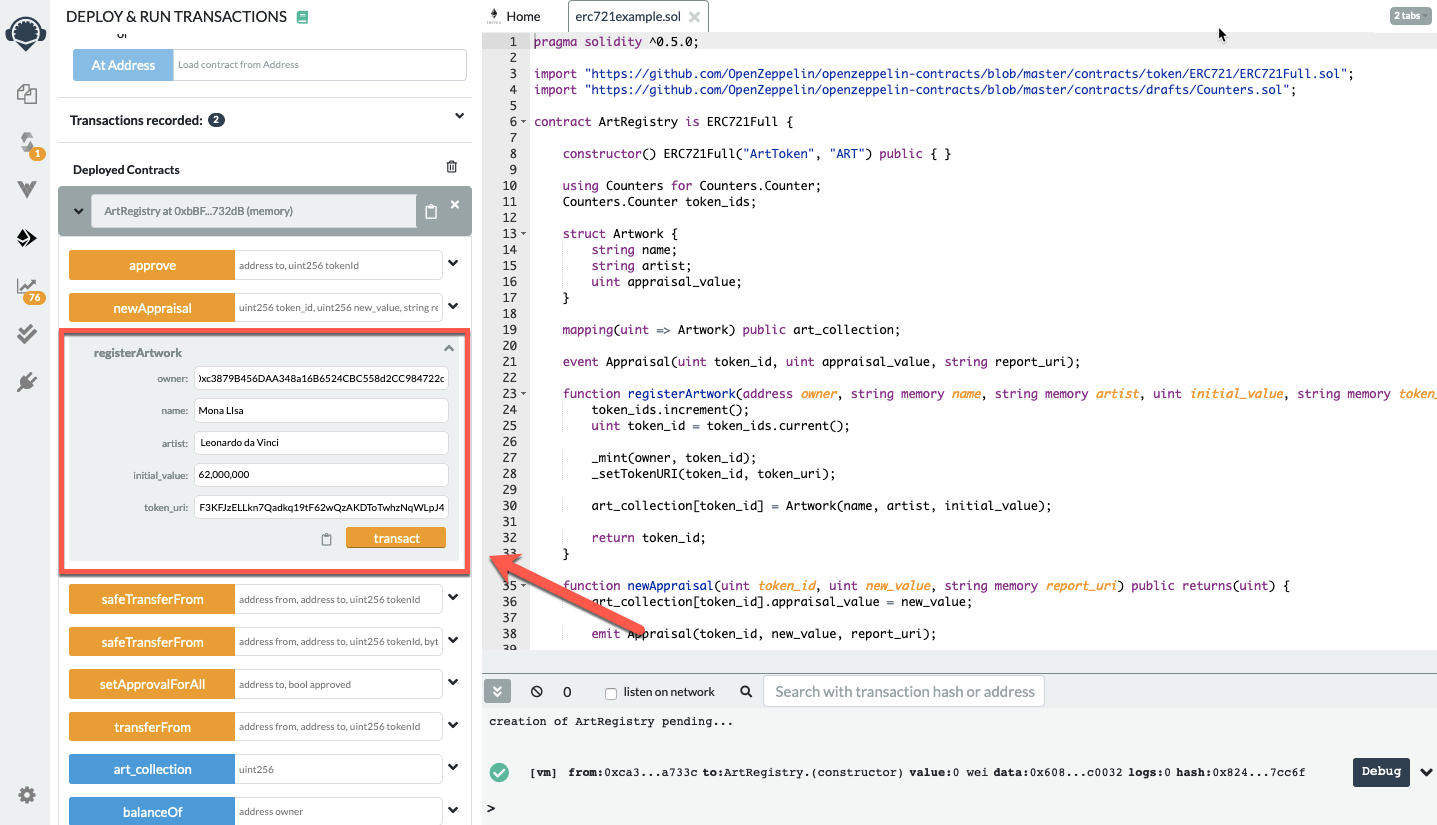 DEPLOY & RUN TRANSACTIONS
or
At Address Load contract from Address
Transactions recorded: 2
Deployed Contracts
ArtRegistry at 0xbBF...732dB (memory)
approve address to, uint256 tokenId
newAppraisal uint256 token_id, uint256 new_value, string re
registerArtwork
owner: 0xc3879B456DAA348a16B6524CBC558d2CC984722c
name: Mona LIsa
artist: Leonardo da Vinci
initial_value: 62,000,000
token_uri: F3KFJzELLkn7Qadkq19tF62wQzAKDToTwhzNqWLpJ4
transact
safeTransferFrom address from, address to, uint256 tokenId
safeTransferFrom address from, address to, uint256 tokenId, byt
setApprovalForAll address to, bool approved
transferFrom address from, address to, uint256 tokenId
art_collection uint256
balanceOf address owner
1
76
Home
erc721example.sol
2 tabs
1 pragma solidity ^0.5.0;
2
3 import "https://github.com/OpenZeppelin/openzeppelin-contracts/blob/master/contracts/token/ERC721/ERC721Full.sol";
4 import "https://github.com/OpenZeppelin/openzeppelin-contracts/blob/master/contracts/drafts/Counters.sol";
5
6 contract ArtRegistry is ERC721Full {
7
8 constructor() ERC721Full("ArtToken", "ART") public { }
9
10 using Counters for Counters.Counter;
11 Counters.Counter token_ids;
12
13 struct Artwork {
14 string name;
15 string artist;
16 uint appraisal_value;
17 }
18
19 mapping(uint => Artwork) public art_collection;
20
21 event Appraisal(uint token_id, uint appraisal_value, string report_uri);
22
23 function registerArtwork(address owner, string memory name, string memory artist, uint initial_value, string memory token_
24 token_ids.increment();
25 uint token_id = token_ids.current();
26
27 _mint(owner, token_id);
28 _setTokenURI(token_id, token_uri);
29
30 art_collection[token_id] = Artwork(name, artist, initial_value);
31
32 return token_id;
33 }
35 function newAppraisal(uint token_id, uint new_value, string memory report_uri) public returns(uint) {
36 art_collection[token_id].appraisal_value = new_value;
37
38 emit Appraisal(token_id, new_value, report_uri);
39
0
listen on network
Search with transaction hash or address
creation of ArtRegistry pending...
[vm] from:0xca3...a733c to:ArtRegistry.(constructor) value:0 wei data:0x608...c0032 logs:0 hash:0x824...7cc6f
Debug
>